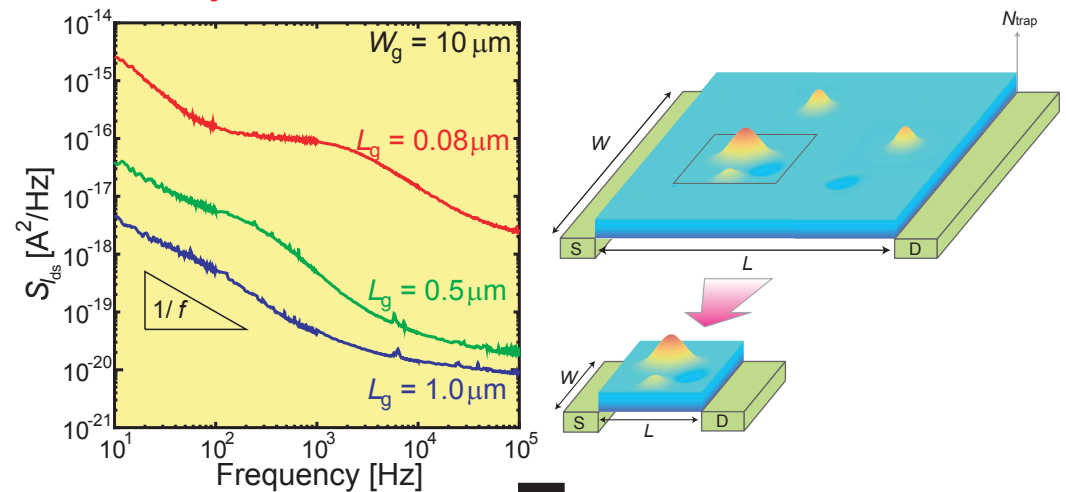 10^-14
10^-15
10^-16
10^-17
10^-18
10^-19
10^-20
10^-21
S_Ids [A^2/Hz]
W_g = 10 μm
L_g = 0.08 μm
L_g = 0.5 μm
L_g = 1.0 μm
1/f
10^1 10^2 10^3 10^4 10^5
Frequency [Hz]
N_trap
W
S
D
L
W
S
D
L